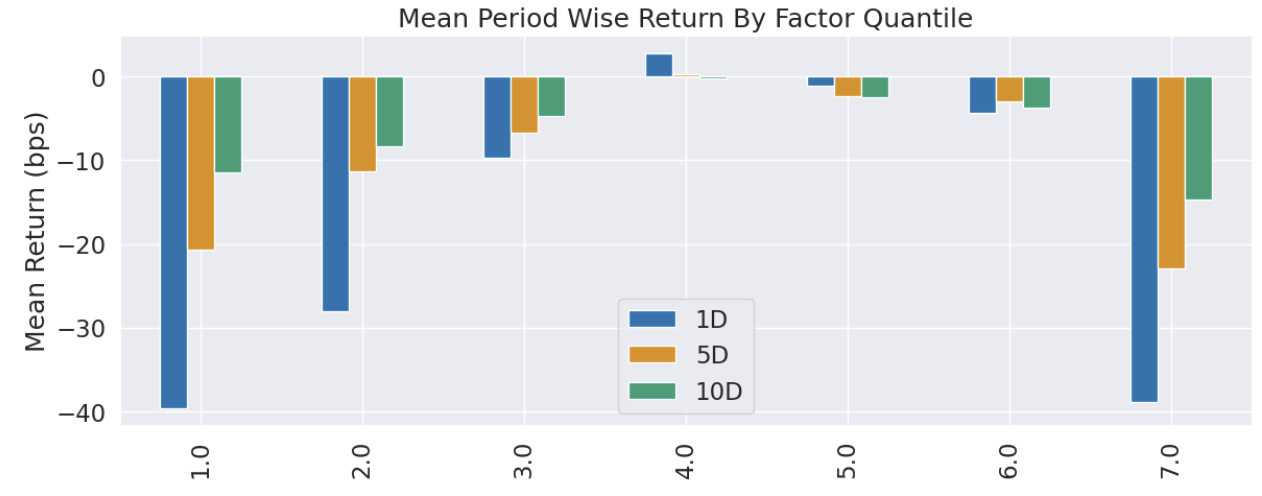 Mean Period Wise Return By Factor Quantile
Mean Return (bps)
0
−10
−20
−30
−40
1D
5D
10D
1.0
2.0
3.0
4.0
5.0
6.0
7.0